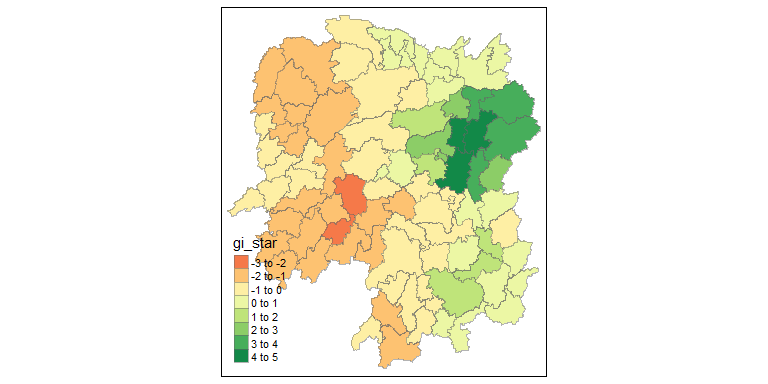 gi_star
-3 to -2
-2 to -1
-1 to 0
0 to 1
1 to 2
2 to 3
3 to 4
4 to 5